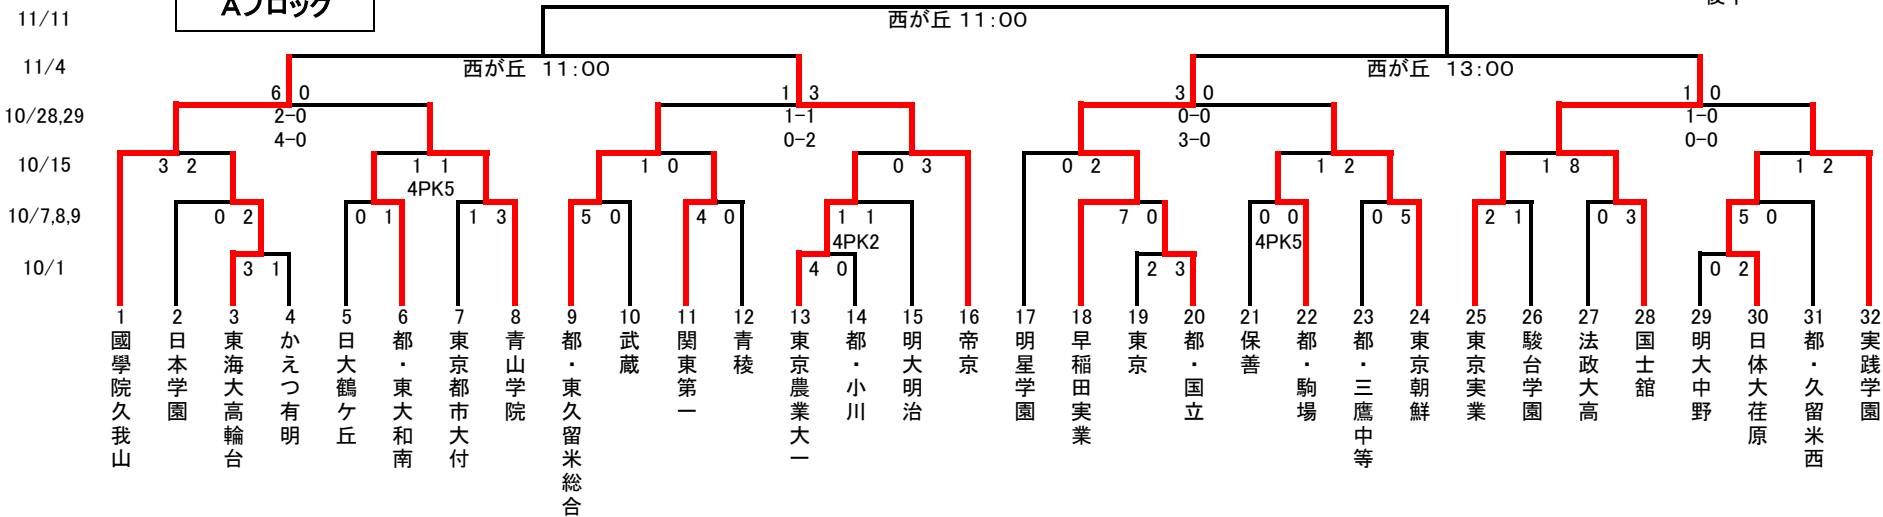 Aブロック
11/11
西が丘 11:00
11/4
西が丘 11:00
西が丘 13:00
10/28,29
6 0
2-0
4-0
1 3
1-1
0-2
3 0
0-0
3-0
1 0
1-0
0-0
10/15
3 2
1 1
4PK5
1 0
0 3
0 2
1 2
1 8
1 2
10/7,8,9
0 2
0 1
1 3
5 0
4 0
1 1
4PK2
7 0
0 0
4PK5
0 5
2 1
0 3
5 0
10/1
3 1
4 0
2 3
0 2
1 國學院久我山
2 日本学園
3 東海大高輪台
4 かえつ有明
5 日大鶴ケ丘
6 都・東大和南
7 東京都市大付
8 青山学院
9 都・東久留米総合
10 武蔵
11 関東第一
12 青稜
13 東京農業大一
14 都・小川
15 明大明治
16 帝京
17 明星学園
18 早稲田実業
19 東京
20 都・国立
21 保善
22 都・駒場
23 都・三鷹中等
24 東京朝鮮
25 東京実業
26 駿台学園
27 法政大高
28 国士舘
29 明大中野
30 日体大荏原
31 都・久留米西
32 実践学園